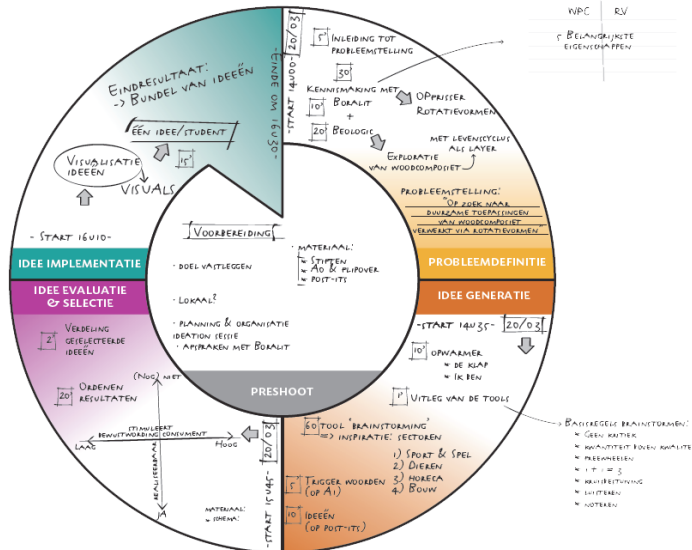 WPC | RV
5 BELANGRIJKSTE
EIGENSCHAPPEN
-START 14U00-
20/03
5' INLEIDING TOT
PROBLEEMSTELLING
30
KENNISMAKING MET
10' BORALIT
+
20' BEOLOGIC
OPFRISSER
ROTATIEVORMEN
EXPLORATIE
VAN WOODCOMPOSIET
MET LEVENSCYCLUS
ALS LAYER
PROBLEEMSTELLING:
"OP ZOEK NAAR
DUURZAME TOEPASSINGEN
VAN WOODCOMPOSIET
VERWERKT VIA ROTATIEVORMEN"
PROBLEEMDEFINITIE
IDEE GENERATIE
-START 14U35- 20/03
10' OPWARMER
* DE KLAP
* IK BEN
1' UITLEG VAN DE TOOLS
BASISREGELS BRAINSTORMEN:
* GEEN KRITIEK
* KWANTITEIT BOVEN KWALITEIT
* FREEWHEELEN
* 1 + 1 = 3
* KRUISBESTUIVING
* LUISTEREN
* NOTEREN
60 TOOL 'BRAINSTORMING'
=> INSPIRATIE: SECTOREN
1) SPORT & SPEL
2) DIEREN
3) HORECA
4) BOUW
5' TRIGGER WOORDEN
(OP A1)
10 IDEEËN
(OP POST-ITS)
-START 15U45-
20/03
IDEE EVALUATIE
& SELECTIE
2' VERDELING
GESELECTEERDE
IDEEËN
20' ORDENEN
RESULTATEN
(NOG) NIET
STIMULEERT
BEWUSTWORDING CONSUMENT
LAAG
HOOG
REALISEERBAAR
JA
MATERIAAL:
* SCHEMA!
IDEE IMPLEMENTATIE
- START 16U10-
VISUALISATIE
IDEEËN
VISUALS
15'
ÉÉN IDEE/STUDENT
EINDRESULTAAT:
-> BUNDEL VAN IDEEËN
-EINDE OM 16U30-
VOORBEREIDING
· DOEL VASTLEGGEN
· LOKAAL?
· PLANNING & ORGANISATIE
IDEATION SESSIE
· AFSPRAKEN MET BORALIT
· MATERIAAL:
* STIFTEN
* A0 & FLIPOVER
* POST-ITS
PRESHOOT